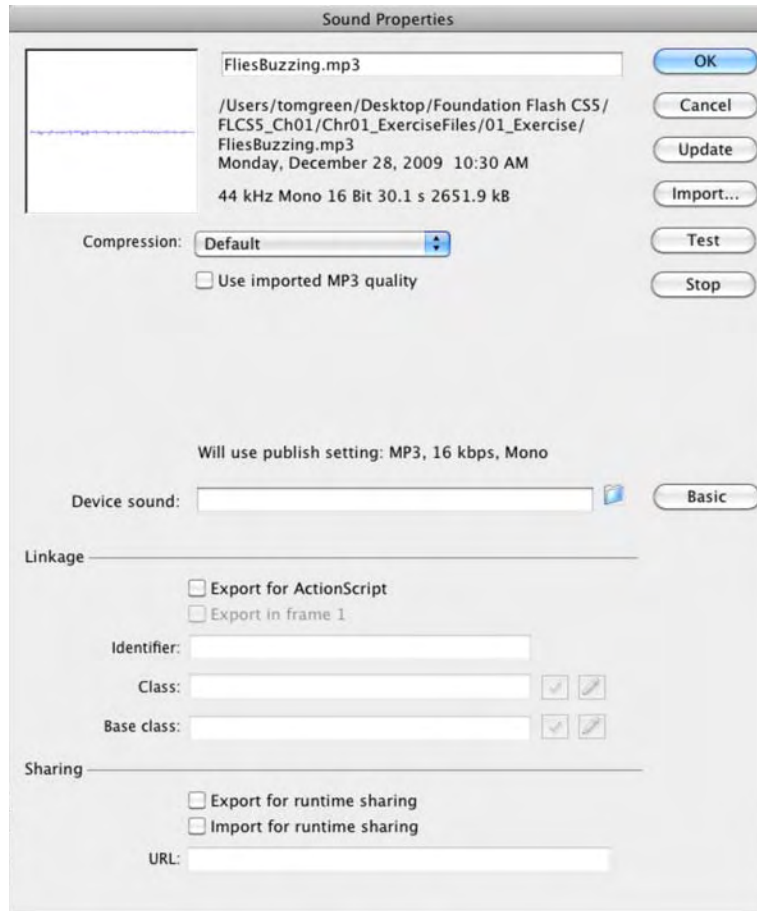 Sound Properties
FliesBuzzing.mp3
OK
/Users/tomgreen/Desktop/Foundation Flash CS5/
FLCS5_Ch01/Chr01_ExerciseFiles/01_Exercise/
FliesBuzzing.mp3
Monday, December 28, 2009 10:30 AM
Cancel
Update
44 kHz Mono 16 Bit 30.1 s 2651.9 kB
Import...
Compression: Default
Test
Use imported MP3 quality
Stop
Will use publish setting: MP3, 16 kbps, Mono
Device sound:
Basic
Linkage
Export for ActionScript
Export in frame 1
Identifier:
Class:
Base class:
Sharing
Export for runtime sharing
Import for runtime sharing
URL: